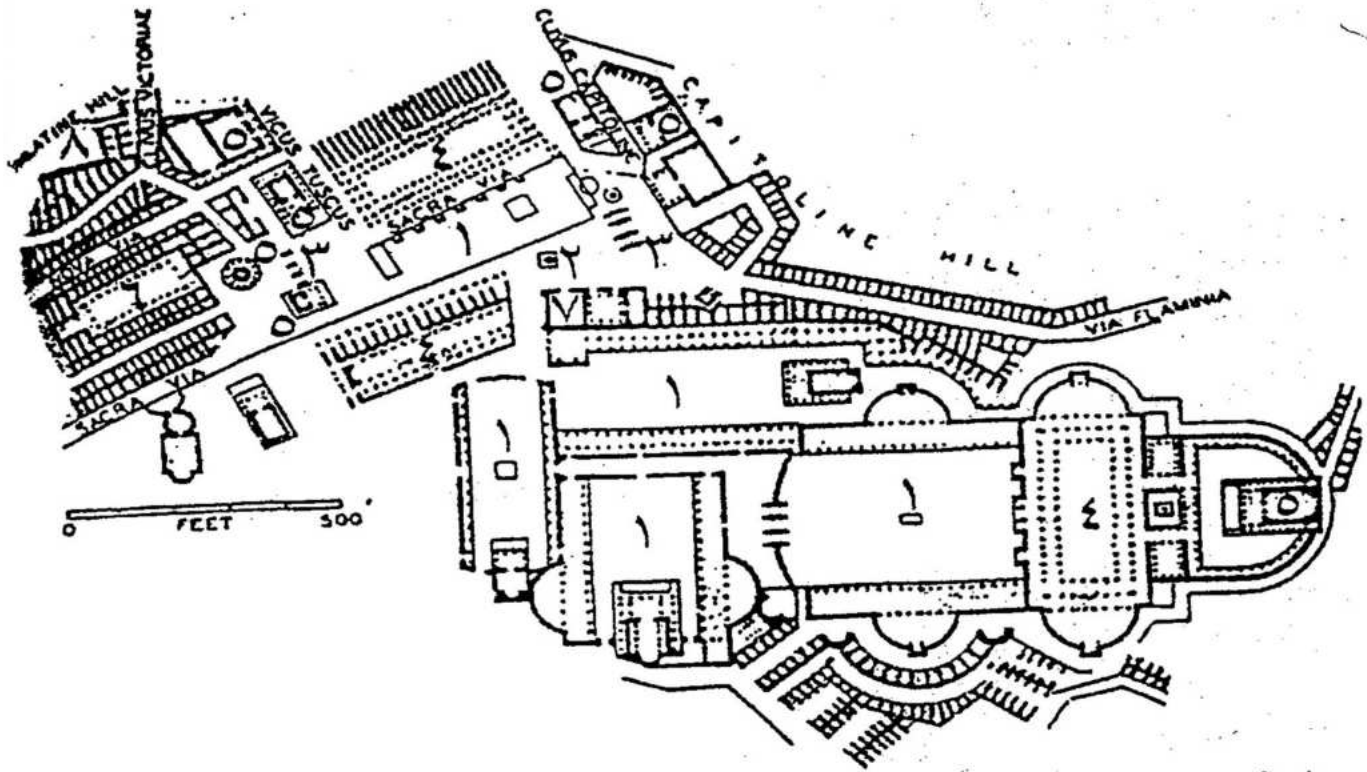 PALATINE HILL
CLIVUS VICTORIAE
VICUS TUSCUS
NOVA VIA
SACRA VIA
SACRA VIA
CLIVUS CAPITOLINE
CAPITOLINE HILL
VIA FLAMINIA
0 FEET 500'